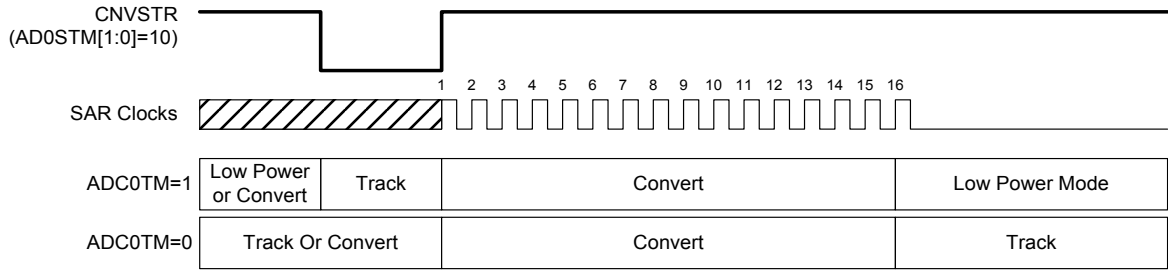 CNVSTR
(AD0STM[1:0]=10)
1 2 3 4 5 6 7 8 9 10 11 12 13 14 15 16
SAR Clocks
ADC0TM=1 Low Power or Convert Track Convert Low Power Mode
ADC0TM=0 Track Or Convert Convert Track